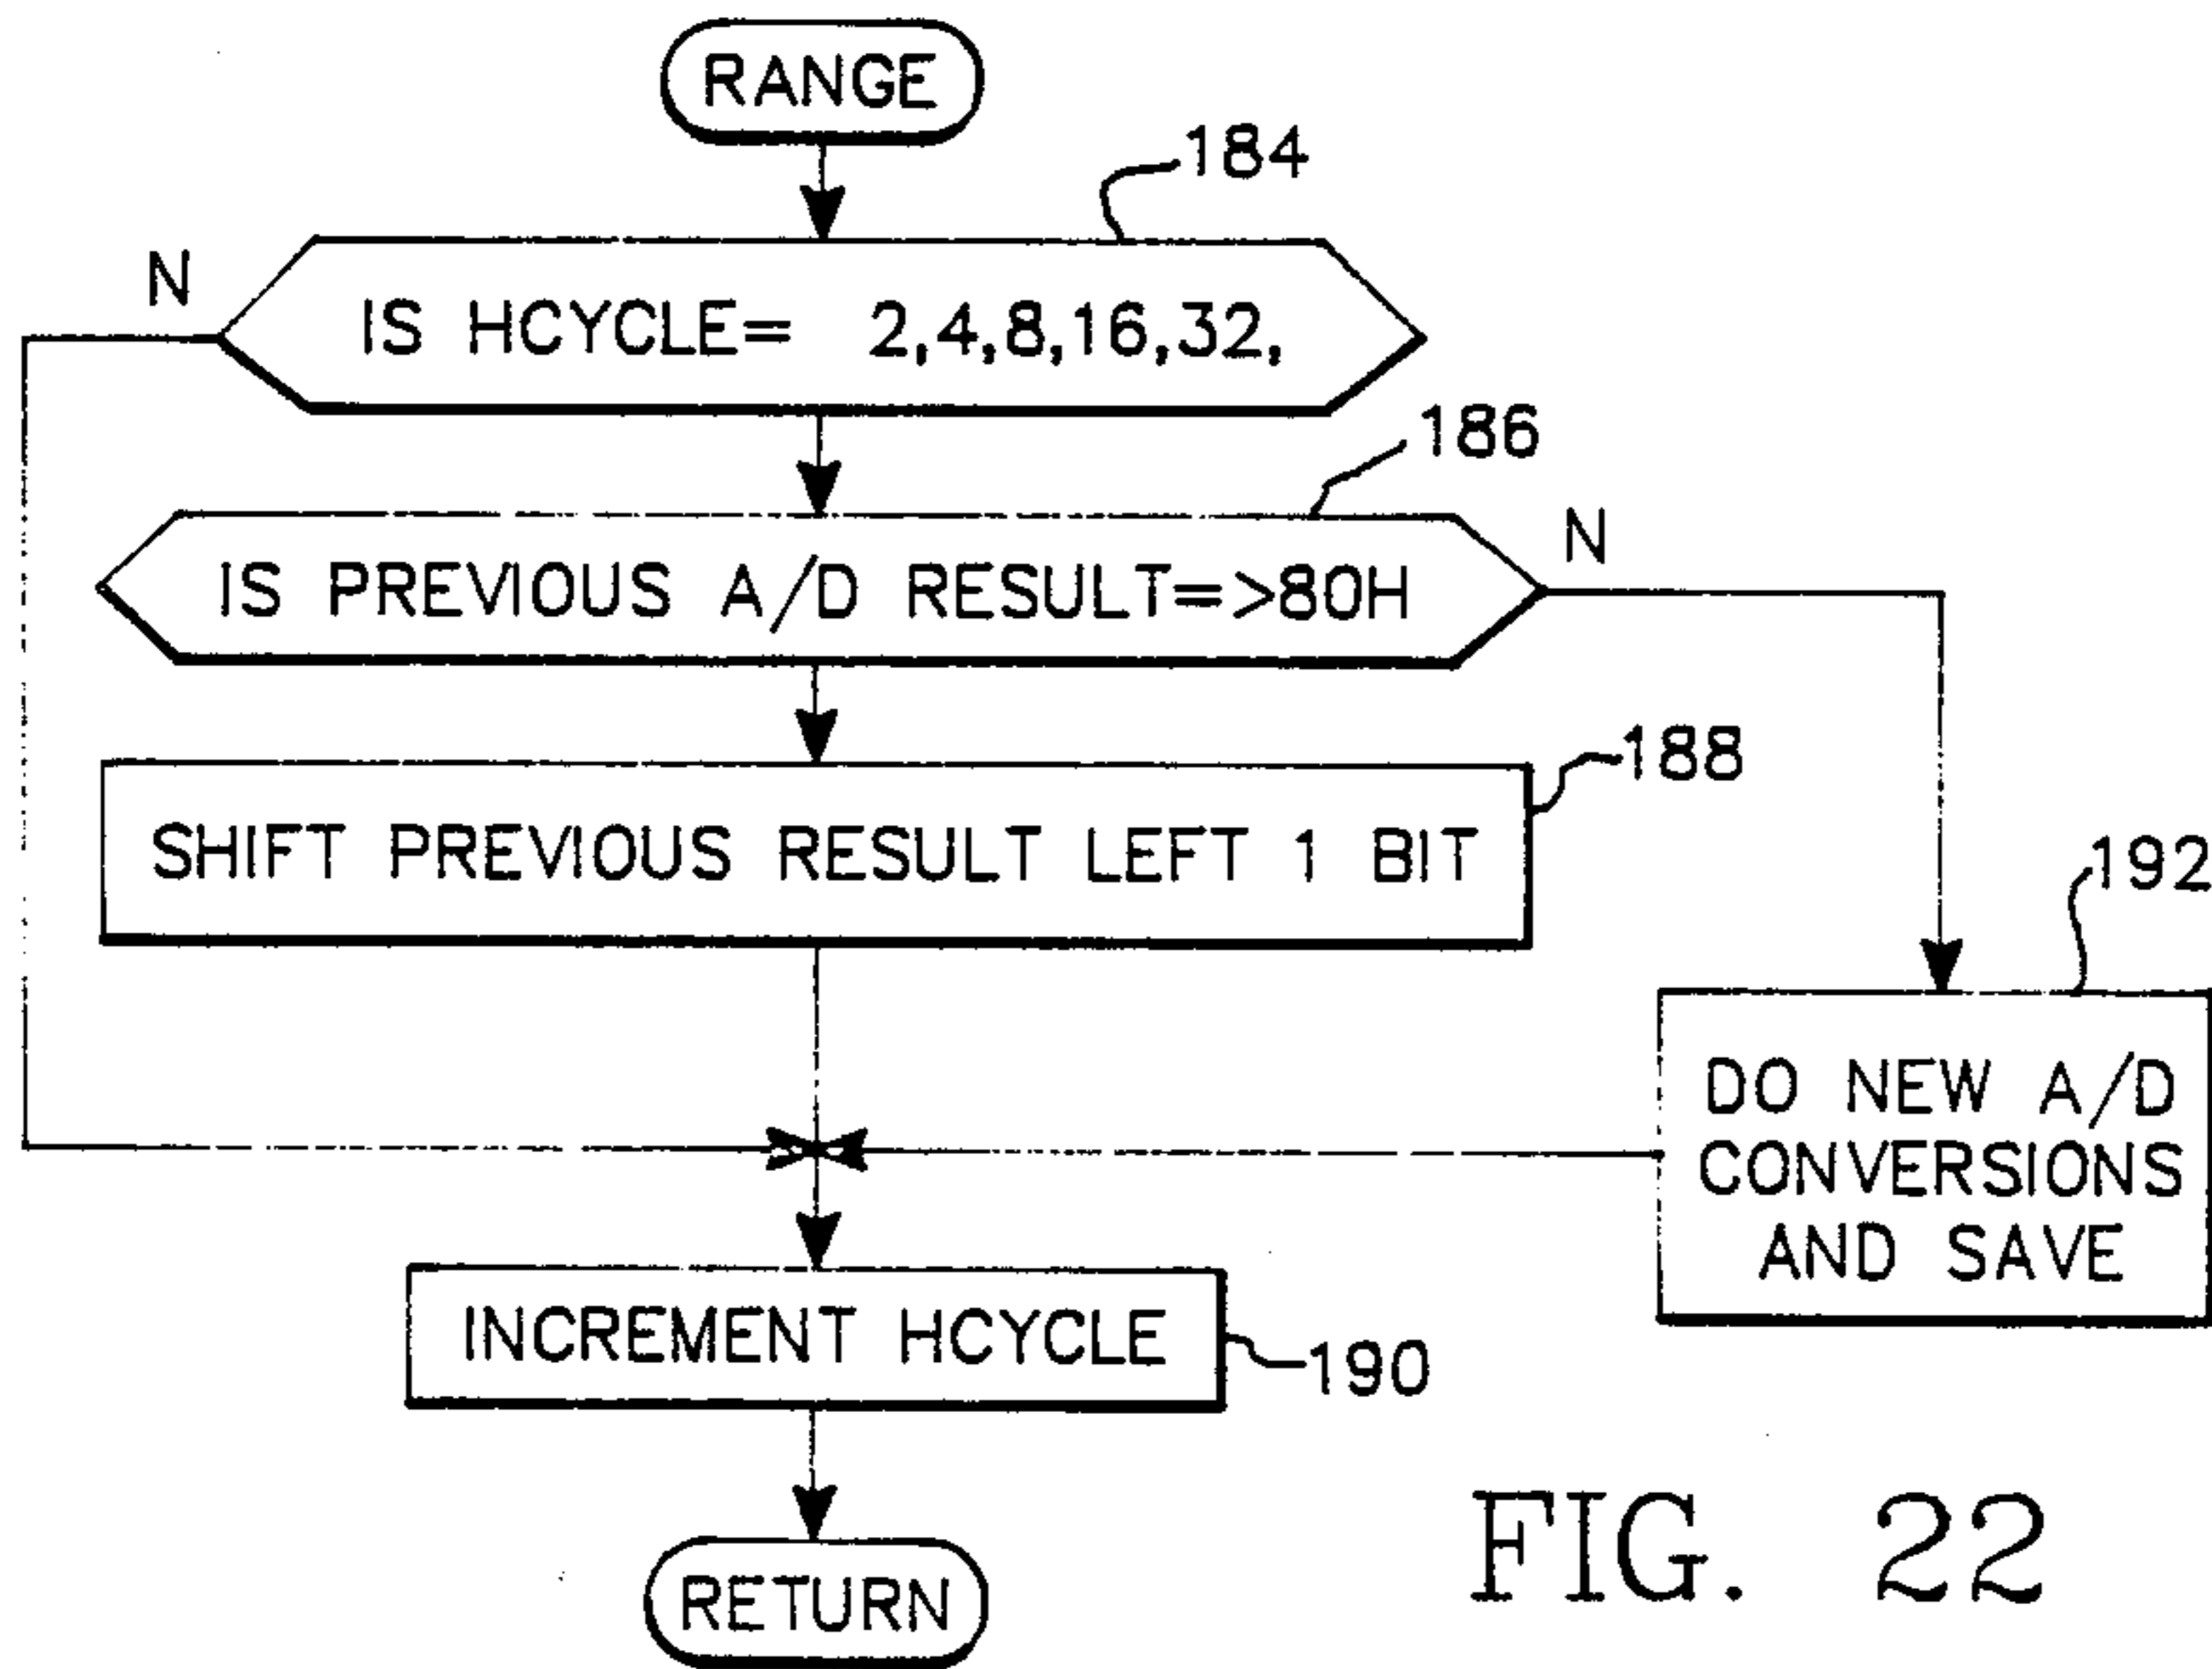 RANGE
184
N
IS HCYCLE= 2,4,8,16,32,
186
N
IS PREVIOUS A/D RESULT=>80H
188
SHIFT PREVIOUS RESULT LEFT 1 BIT
192
DO NEW A/D
CONVERSIONS
AND SAVE
INCREMENT HCYCLE
190
RETURN
FIG. 22